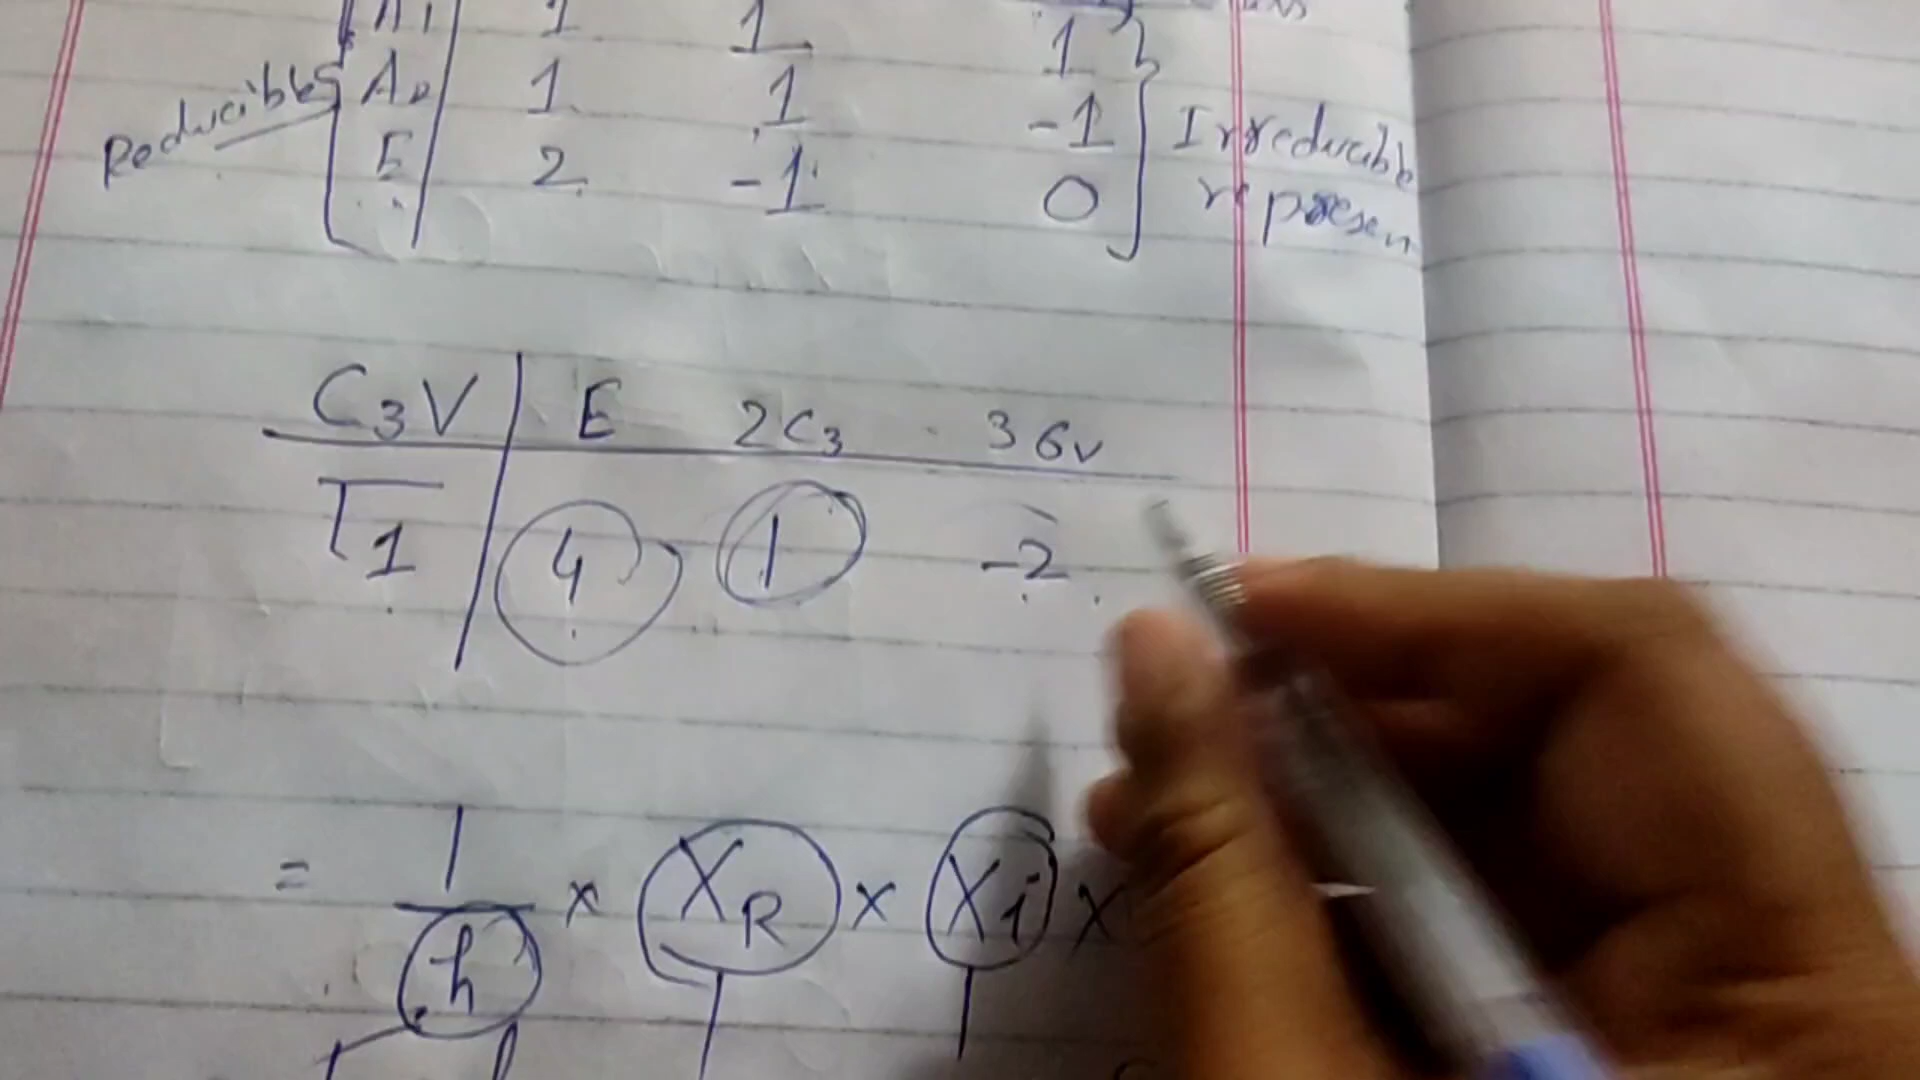 A1 1 1 1
Reducible A2 1 1 -1 Irreducible
E 2 -1 0 represen
C3V E 2C3 3σv
Γ1 4 1 -2
= 1/h × XR × Xi ×